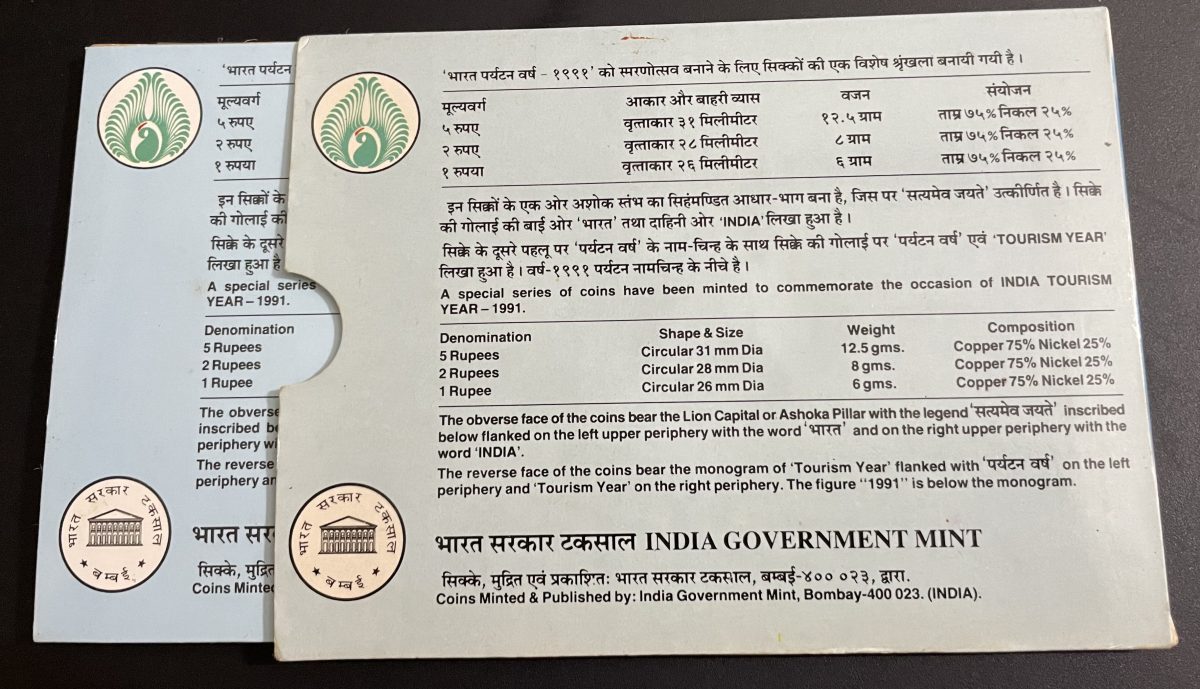 'भारत पर्यटन
मूल्यवर्ग
५ रुपए
२ रुपए
१ रुपया
इन सिक्कों के
की गोलाई की
सिक्के के दूसरे
लिखा हुआ है
A special series
YEAR – 1991.
Denomination
5 Rupees
2 Rupees
1 Rupee
The obverse
inscribed be
periphery wi
The reverse
periphery an
भारत सरकार टकसाल
★ बम्बई ★
भारत सर
सिक्के, मुद्रित
Coins Minted
'भारत पर्यटन वर्ष - १९९१' को स्मरणोत्सव बनाने के लिए सिक्कों की एक विशेष श्रृंखला बनायी गयी है।
मूल्यवर्ग आकार और बाहरी व्यास वजन संयोजन
५ रुपए वृत्ताकार ३१ मिलीमीटर १२.५ ग्राम ताम्र ७५% निकल २५%
२ रुपए वृत्ताकार २८ मिलीमीटर ८ ग्राम ताम्र ७५% निकल २५%
१ रुपया वृत्ताकार २६ मिलीमीटर ६ ग्राम ताम्र ७५% निकल २५%
इन सिक्कों के एक ओर अशोक स्तंभ का सिहंमण्डित आधार-भाग बना है, जिस पर 'सत्यमेव जयते' उत्कीर्णित है। सिक्के
की गोलाई की बाई ओर 'भारत' तथा दाहिनी ओर 'INDIA' लिखा हुआ है।
सिक्के के दूसरे पहलू पर 'पर्यटन वर्ष' के नाम-चिन्ह के साथ सिक्के की गोलाई पर 'पर्यटन वर्ष' एवं 'TOURISM YEAR'
लिखा हुआ है। वर्ष-१९९१ पर्यटन नामचिन्ह के नीचे है।
A special series of coins have been minted to commemorate the occasion of INDIA TOURISM
YEAR – 1991.
Denomination Shape & Size Weight Composition
5 Rupees Circular 31 mm Dia 12.5 gms. Copper 75% Nickel 25%
2 Rupees Circular 28 mm Dia 8 gms. Copper 75% Nickel 25%
1 Rupee Circular 26 mm Dia 6 gms. Copper 75% Nickel 25%
The obverse face of the coins bear the Lion Capital or Ashoka Pillar with the legend 'सत्यमेव जयते' inscribed
below flanked on the left upper periphery with the word 'भारत' and on the right upper periphery with the
word 'INDIA'.
The reverse face of the coins bear the monogram of 'Tourism Year' flanked with 'पर्यटन वर्ष' on the left
periphery and 'Tourism Year' on the right periphery. The figure "1991" is below the monogram.
भारत सरकार टकसाल
★ बम्बई ★
भारत सरकार टकसाल INDIA GOVERNMENT MINT
सिक्के, मुद्रित एवं प्रकाशितः भारत सरकार टकसाल, बम्बई-४०० ०२३, द्वारा.
Coins Minted & Published by: India Government Mint, Bombay-400 023. (INDIA).